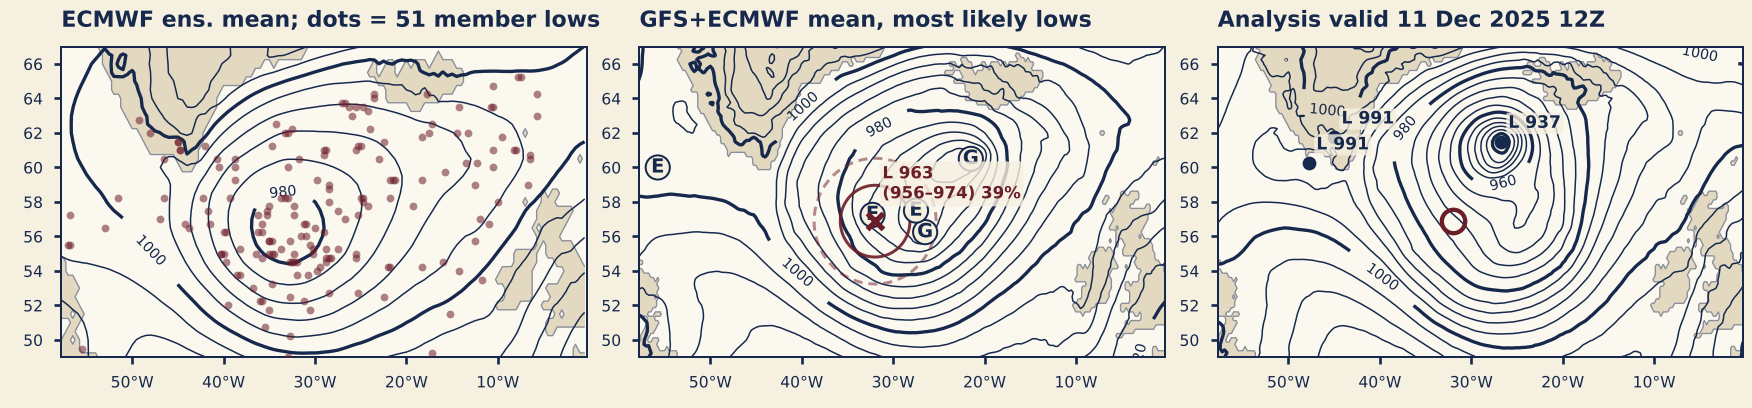 ECMWF ens. mean; dots = 51 member lows
GFS+ECMWF mean, most likely lows
Analysis valid 11 Dec 2025 12Z
66
64
62
60
58
56
54
52
50
980
1000
50°W
40°W
30°W
20°W
10°W
66
64
62
60
58
56
54
52
50
1000
980
E
G
L 963
(956–974) 39%
E
E
G
1000
50°W
40°W
30°W
20°W
10°W
66
64
62
60
58
56
54
52
50
1000
1000
L 991
980
L 937
L 991
960
1000
50°W
40°W
30°W
20°W
10°W